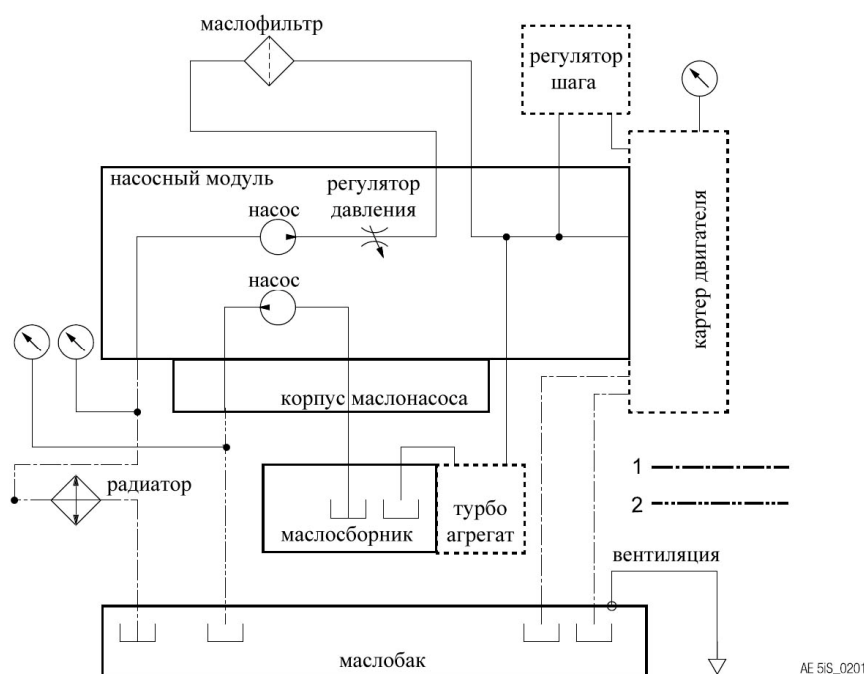 маслофильтр
регулятор
шага
насосный модуль
регулятор
давления
насос
насос
картер двигателя
корпус маслонасоса
1
2
радиатор
маслосборник
турбо
агрегат
вентиляция
маслобак
AE 5iS_0201